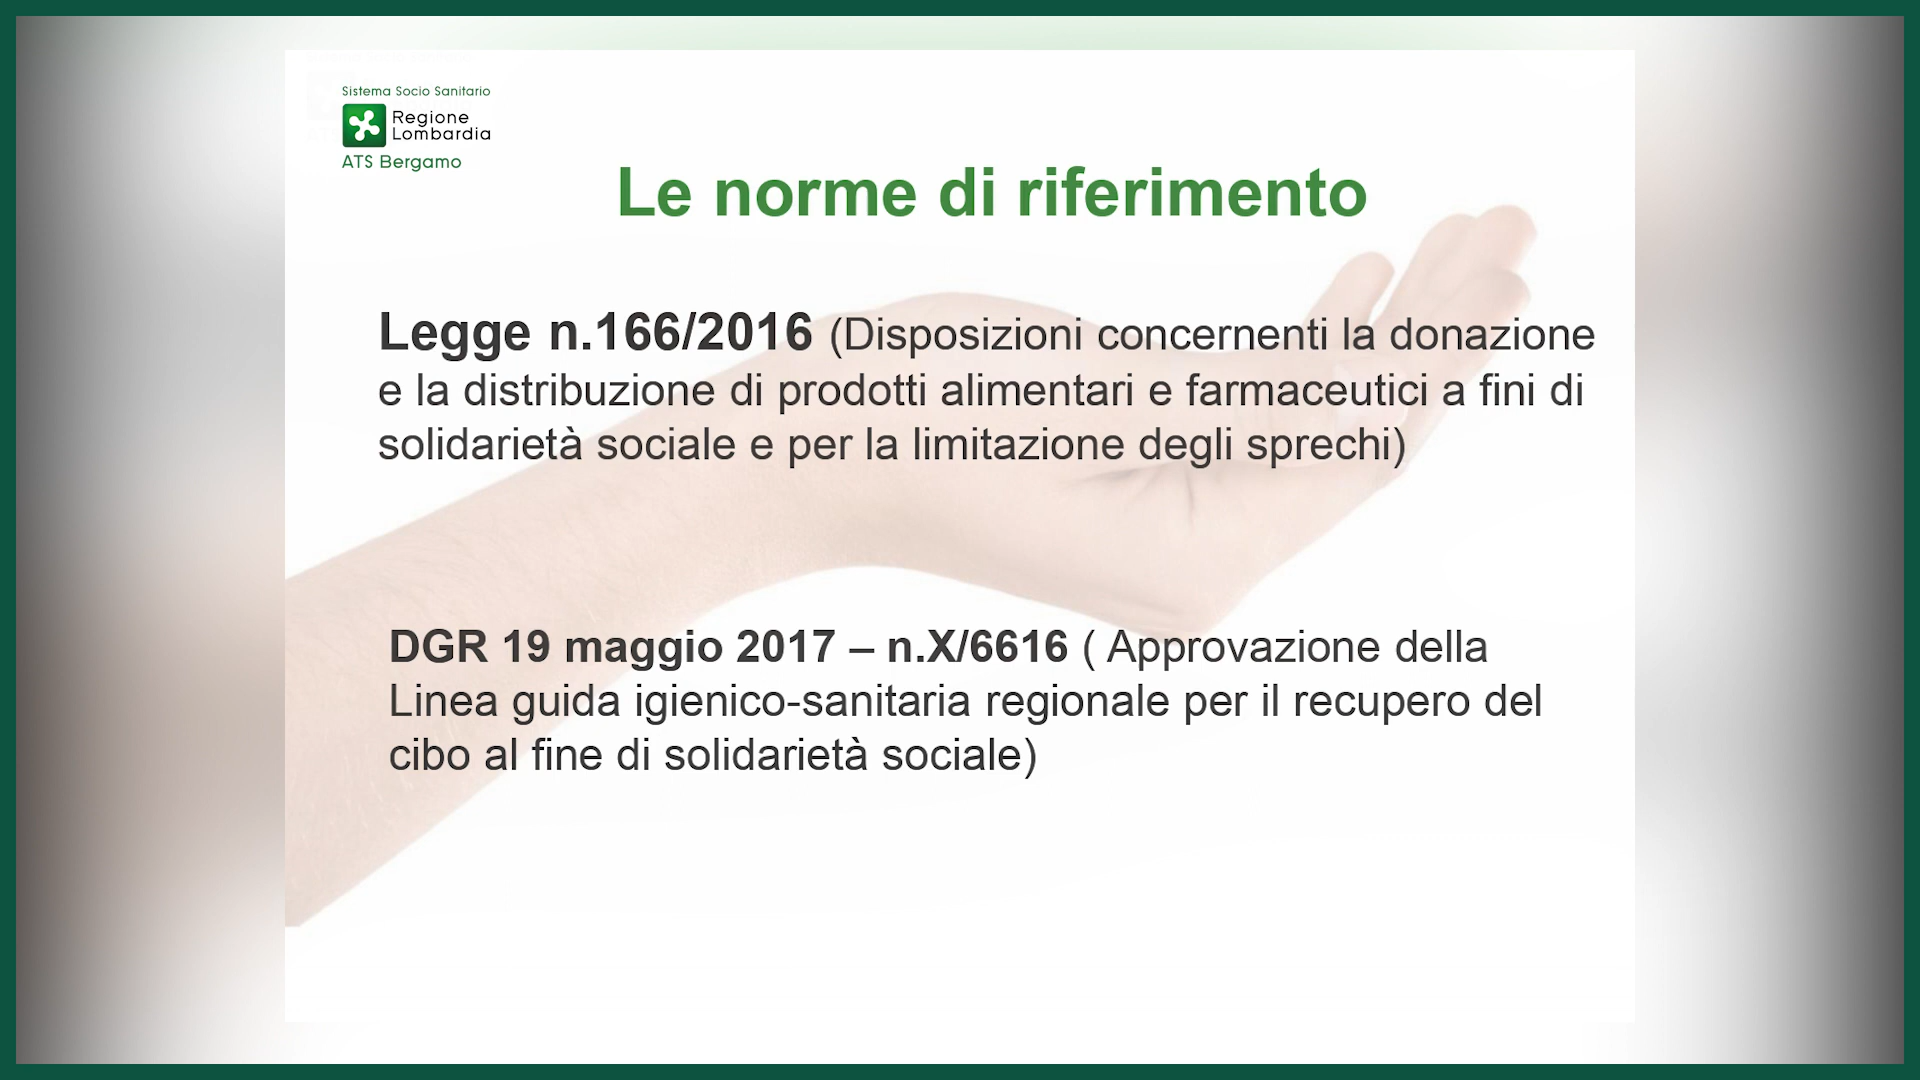 Sistema Socio Sanitario
Regione
Lombardia
ATS Bergamo
Le norme di riferimento
Legge n.166/2016 (Disposizioni concernenti la donazione
e la distribuzione di prodotti alimentari e farmaceutici a fini di
solidarietà sociale e per la limitazione degli sprechi)
DGR 19 maggio 2017 – n.X/6616 ( Approvazione della
Linea guida igienico-sanitaria regionale per il recupero del
cibo al fine di solidarietà sociale)